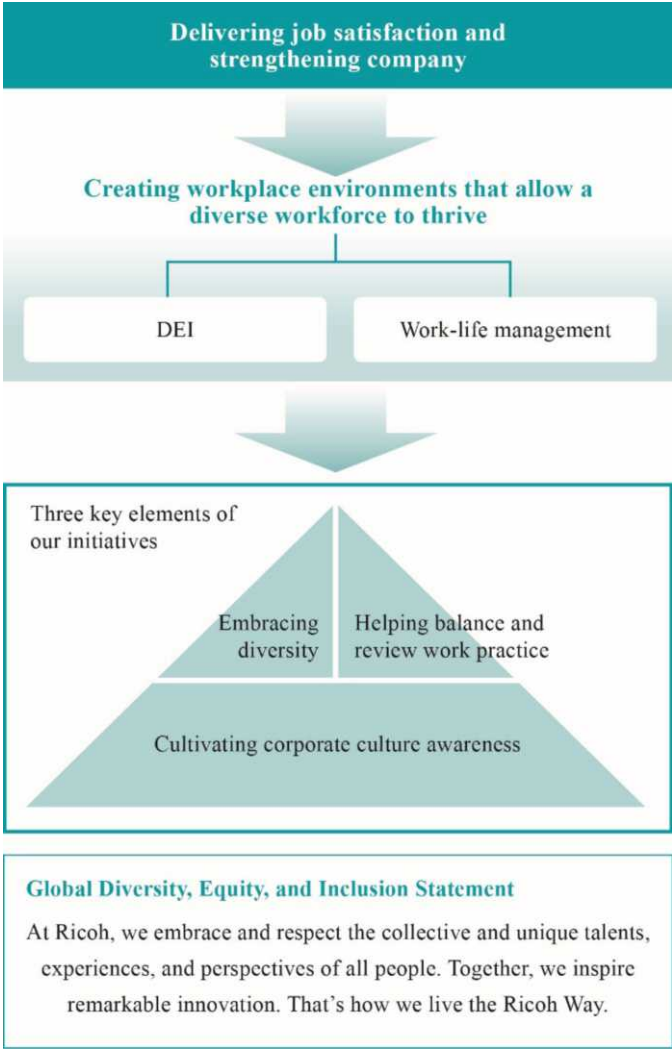 Delivering job satisfaction and
strengthening company
Creating workplace environments that allow a
diverse workforce to thrive
DEI
Work-life management
Three key elements of
our initiatives
Embracing
diversity
Helping balance and
review work practice
Cultivating corporate culture awareness
Global Diversity, Equity, and Inclusion Statement
At Ricoh, we embrace and respect the collective and unique talents,
experiences, and perspectives of all people. Together, we inspire
remarkable innovation. That’s how we live the Ricoh Way.